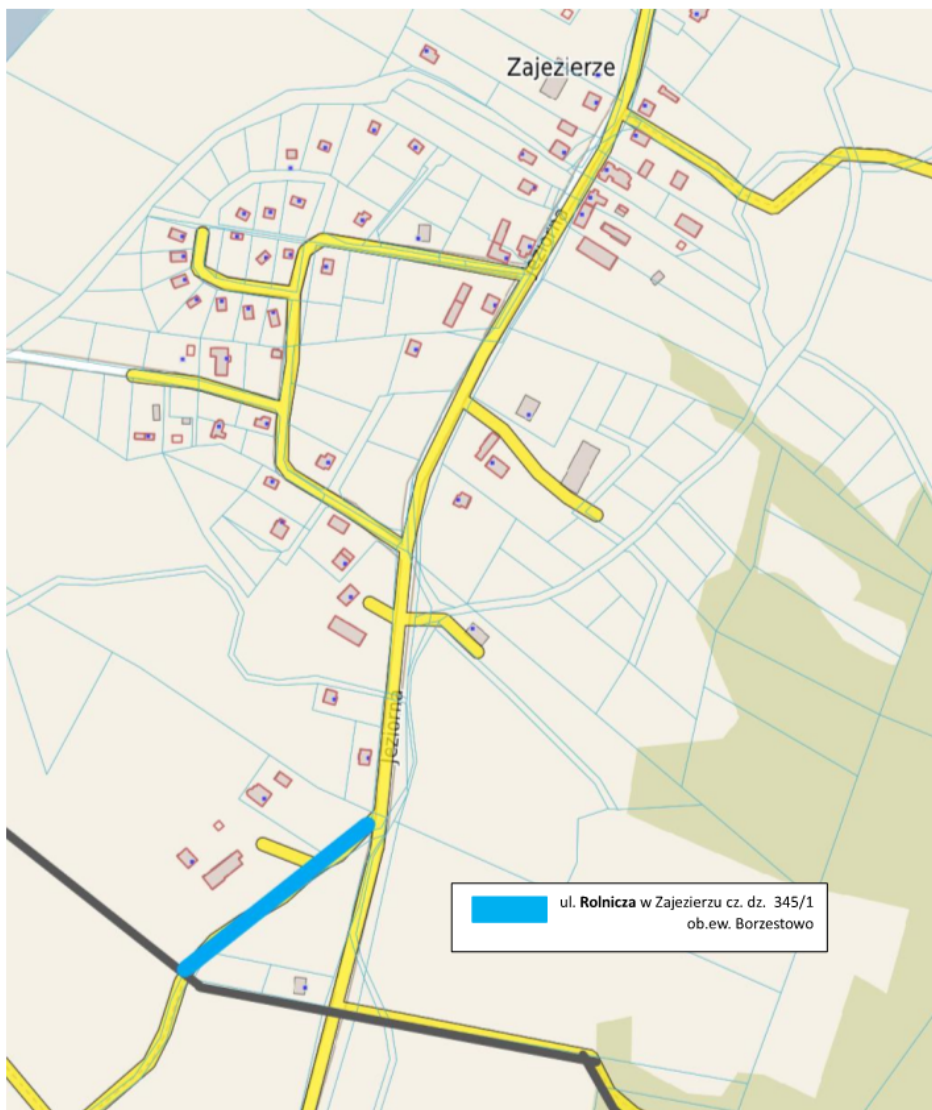 Zajezierze
Jeziorna
Jeziorna
ul. Rolnicza w Zajezierzu cz. dz. 345/1
ob.ew. Borzestowo